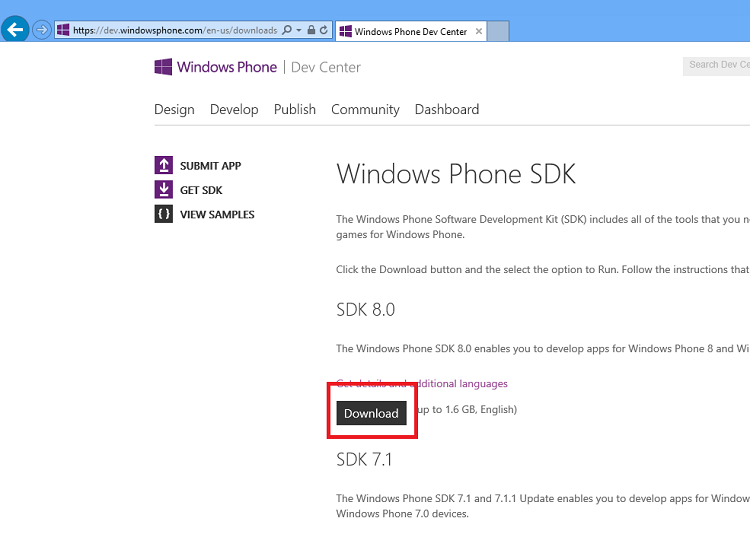 https://dev.windowsphone.com/en-us/downloads
Windows Phone Dev Center
Windows Phone | Dev Center
Search Dev Ce
Design Develop Publish Community Dashboard
SUBMIT APP
GET SDK
VIEW SAMPLES
Windows Phone SDK
The Windows Phone Software Development Kit (SDK) includes all of the tools that you n
games for Windows Phone.
Click the Download button and the select the option to Run. Follow the instructions that
SDK 8.0
The Windows Phone SDK 8.0 enables you to develop apps for Windows Phone 8 and Wi
Get details and additional languages
Download up to 1.6 GB, English)
SDK 7.1
The Windows Phone SDK 7.1 and 7.1.1 Update enables you to develop apps for Window
Windows Phone 7.0 devices.